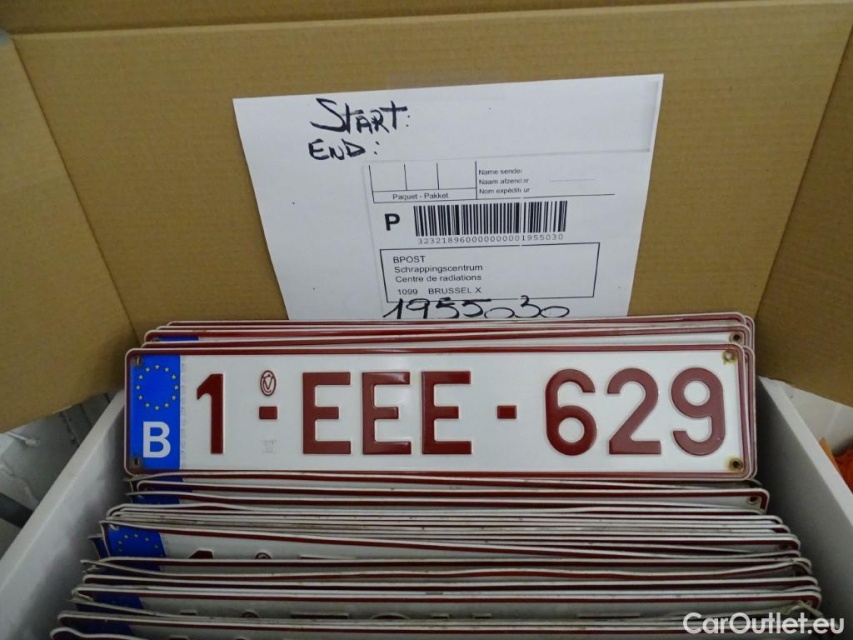 START:
END:
Name sender
Naam afzender
Nom expéditeur
Paquet - Pakket
P
323218960000000001955030
BPOST
Schrappingscentrum
Centre de radiations
1099 BRUSSEL X
1955030
B 1-EEE-629
CarOutlet.eu